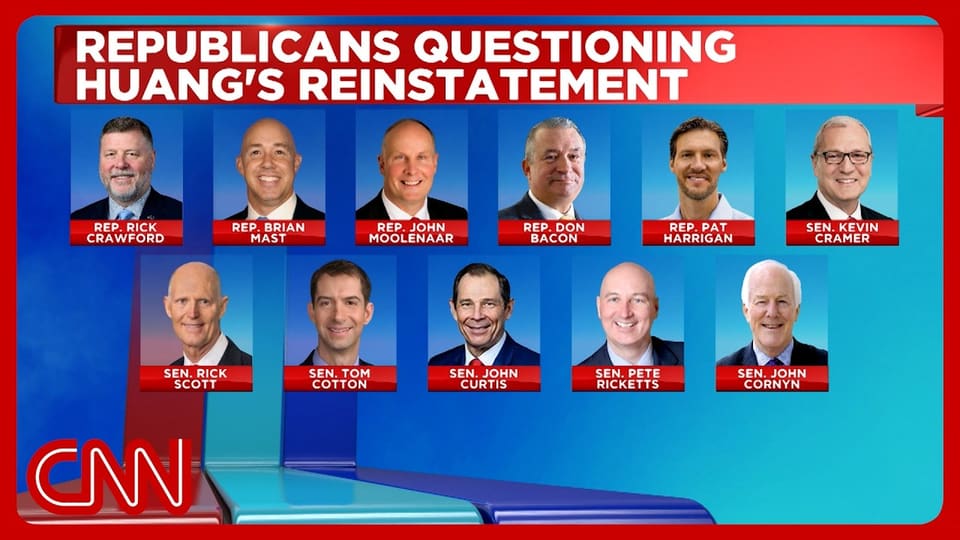 REPUBLICANS QUESTIONING
HUANG'S REINSTATEMENT
REP. RICK
CRAWFORD
REP. BRIAN
MAST
REP. JOHN
MOOLENAAR
REP. DON
BACON
REP. PAT
HARRIGAN
SEN. KEVIN
CRAMER
SEN. RICK
SCOTT
SEN. TOM
COTTON
SEN. JOHN
CURTIS
SEN. PETE
RICKETTS
SEN. JOHN
CORNYN
CNN